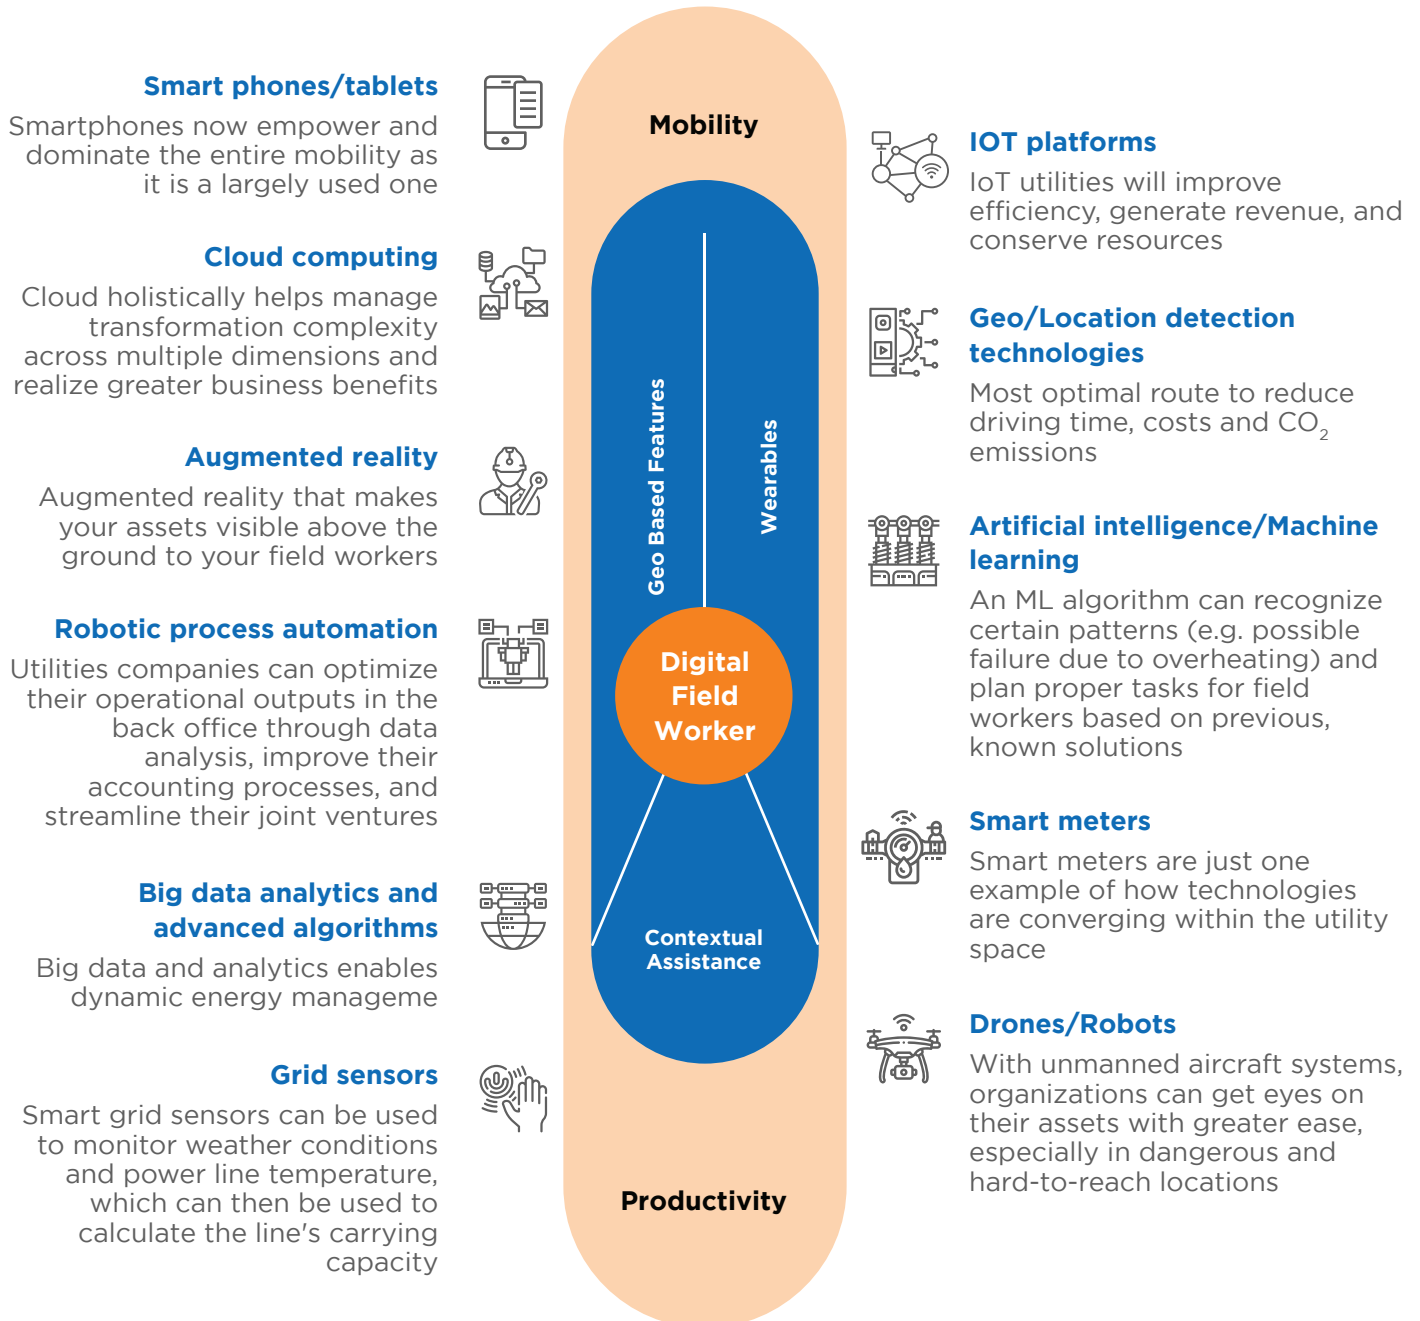 Smart phones/tablets
Smartphones now empower and
dominate the entire mobility as
it is a largely used one
Cloud computing
Cloud holistically helps manage
transformation complexity
across multiple dimensions and
realize greater business benefits
Augmented reality
Augmented reality that makes
your assets visible above the
ground to your field workers
Robotic process automation
Utilities companies can optimize
their operational outputs in the
back office through data
analysis, improve their
accounting processes, and
streamline their joint ventures
Big data analytics and
advanced algorithms
Big data and analytics enables
dynamic energy manageme
Grid sensors
Smart grid sensors can be used
to monitor weather conditions
and power line temperature,
which can then be used to
calculate the line's carrying
capacity
Mobility
Geo Based Features
Wearables
Digital
Field
Worker
Contextual
Assistance
Productivity
IOT platforms
IoT utilities will improve
efficiency, generate revenue, and
conserve resources
Geo/Location detection
technologies
Most optimal route to reduce
driving time, costs and CO₂
emissions
Artificial intelligence/Machine
learning
An ML algorithm can recognize
certain patterns (e.g. possible
failure due to overheating) and
plan proper tasks for field
workers based on previous,
known solutions
Smart meters
Smart meters are just one
example of how technologies
are converging within the utility
space
Drones/Robots
With unmanned aircraft systems,
organizations can get eyes on
their assets with greater ease,
especially in dangerous and
hard-to-reach locations